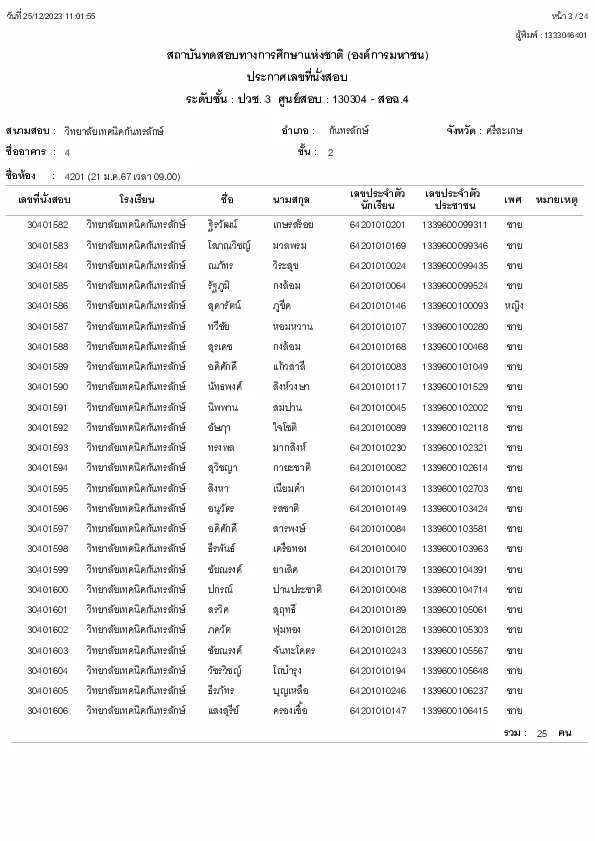 วันที่ 25/12/2023 11:01:55
หน้า 3 / 24
ผู้พิมพ์ : 1333046401
สถาบันทดสอบทางการศึกษาแห่งชาติ (องค์การมหาชน)
ประกาศเลขที่นั่งสอบ
ระดับชั้น : ปวช. 3 ศูนย์สอบ : 130304 - สอฉ.4
สนามสอบ : วิทยาลัยเทคนิคกันทรลักษ์ อำเภอ : กันทรลักษ์ จังหวัด : ศรีสะเกษ
ชื่ออาคาร : 4 ชั้น : 2
ชื่อห้อง : 4201 (21 ม.ค.67 เวลา 09.00)
เลขที่นั่งสอบ โรงเรียน ชื่อ นามสกุล เลขประจำตัวนักเรียน เลขประจำตัวประชาชน เพศ หมายเหตุ
30401582 วิทยาลัยเทคนิคกันทรลักษ์ ฐิรวัฒน์ เกษรสร้อย 64201010201 1339600099311 ชาย
30401583 วิทยาลัยเทคนิคกันทรลักษ์ โสภณวิชญ์ มวลพรม 64201010169 1339600099346 ชาย
30401584 วิทยาลัยเทคนิคกันทรลักษ์ ณภัทร วิระสุข 64201010024 1339600099435 ชาย
30401585 วิทยาลัยเทคนิคกันทรลักษ์ รัฐภูมิ กงล้อม 64201010064 1339600099524 ชาย
30401586 วิทยาลัยเทคนิคกันทรลักษ์ สุดารัตน์ ภูขีด 64201010146 1339600100093 หญิง
30401587 วิทยาลัยเทคนิคกันทรลักษ์ ทวีชัย หอมหวาน 64201010107 1339600100280 ชาย
30401588 วิทยาลัยเทคนิคกันทรลักษ์ สุรเดช กงล้อม 64201010168 1339600100468 ชาย
30401589 วิทยาลัยเทคนิคกันทรลักษ์ อดิศักดิ์ แก้วสาลี 64201010083 1339600101049 ชาย
30401590 วิทยาลัยเทคนิคกันทรลักษ์ นัทธพงศ์ สิงห์วงษา 64201010117 1339600101529 ชาย
30401591 วิทยาลัยเทคนิคกันทรลักษ์ นิพพาน สมปาน 64201010045 1339600102002 ชาย
30401592 วิทยาลัยเทคนิคกันทรลักษ์ อัษฎา ใจโชติ 64201010089 1339600102118 ชาย
30401593 วิทยาลัยเทคนิคกันทรลักษ์ ทรงพล มากสิงห์ 64201010230 1339600102321 ชาย
30401594 วิทยาลัยเทคนิคกันทรลักษ์ สุวิชญา กายะชาติ 64201010082 1339600102614 ชาย
30401595 วิทยาลัยเทคนิคกันทรลักษ์ สิงหา เนียมคำ 64201010143 1339600102703 ชาย
30401596 วิทยาลัยเทคนิคกันทรลักษ์ อนุวัตร รสชาติ 64201010149 1339600103424 ชาย
30401597 วิทยาลัยเทคนิคกันทรลักษ์ อดิศักดิ์ สารพงษ์ 64201010084 1339600103581 ชาย
30401598 วิทยาลัยเทคนิคกันทรลักษ์ ธีรพันธ์ เครือทอง 64201010040 1339600103963 ชาย
30401599 วิทยาลัยเทคนิคกันทรลักษ์ ชัยณรงค์ ยาเลิศ 64201010179 1339600104391 ชาย
30401600 วิทยาลัยเทคนิคกันทรลักษ์ ปกรณ์ ปานประชาติ 64201010048 1339600104714 ชาย
30401601 วิทยาลัยเทคนิคกันทรลักษ์ สรวิศ สุฤทธิ์ 64201010189 1339600105061 ชาย
30401602 วิทยาลัยเทคนิคกันทรลักษ์ ภควัต พุ่มทอง 64201010128 1339600105303 ชาย
30401603 วิทยาลัยเทคนิคกันทรลักษ์ ชัยณรงค์ จันทะโคตร 64201010243 1339600105567 ชาย
30401604 วิทยาลัยเทคนิคกันทรลักษ์ วัชรวิชญ์ โถบำรุง 64201010194 1339600105648 ชาย
30401605 วิทยาลัยเทคนิคกันทรลักษ์ ธีรภัทร บุญเหลือ 64201010246 1339600106237 ชาย
30401606 วิทยาลัยเทคนิคกันทรลักษ์ แสงสุรีย์ ครองเชื้อ 64201010147 1339600106415 ชาย
รวม : 25 คน